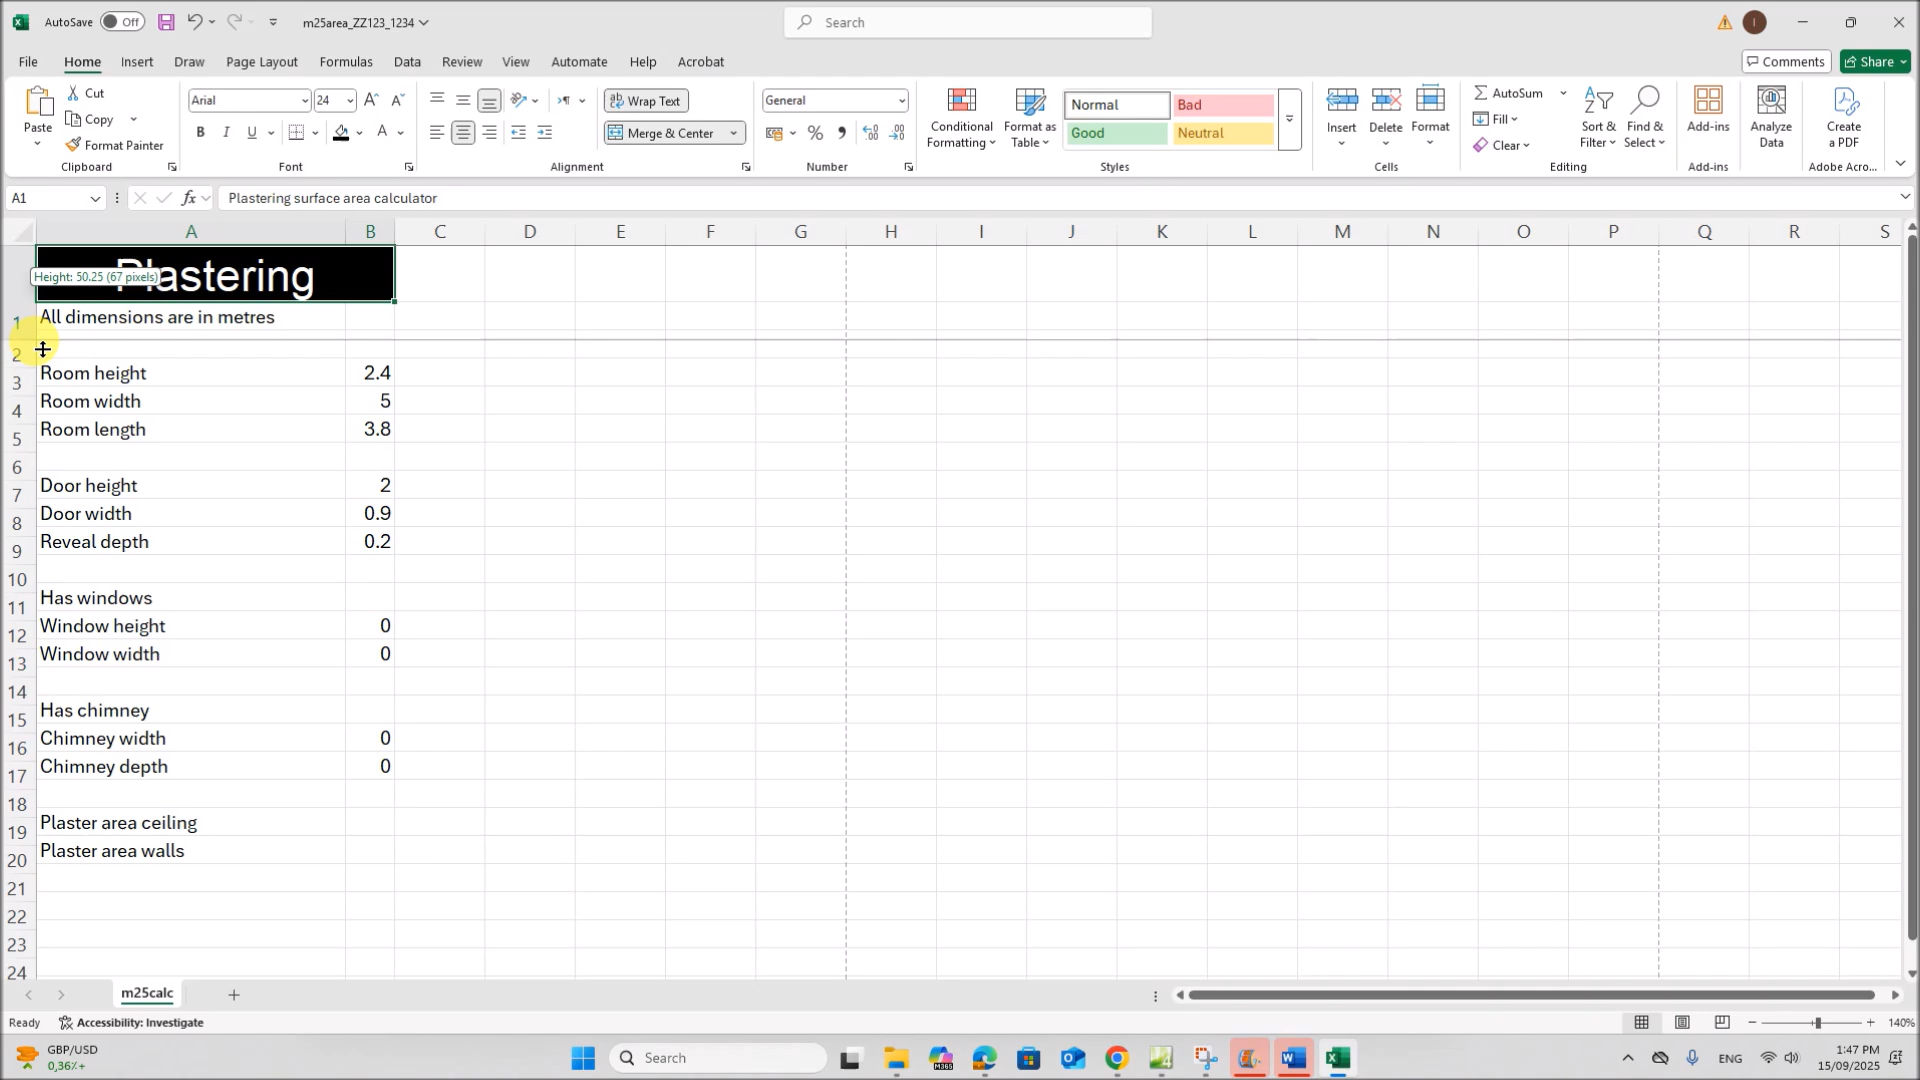 AutoSave Off m25area_ZZ123_1234 Search I
File Home Insert Draw Page Layout Formulas Data Review View Automate Help Acrobat Comments Share
Paste Cut Copy Format Painter Clipboard
Arial 24 B I U A Font
Wrap Text Merge & Center Alignment
General % Number
Conditional Formatting Format as Table Normal Bad Good Neutral Styles
Insert Delete Format Cells
AutoSum Fill Clear Sort & Filter Find & Select Editing
Add-ins Add-ins
Analyze Data
Create a PDF Adobe Acro...
A1 fx Plastering surface area calculator
A B C D E F G H I J K L M N O P Q R S
Plastering
Height: 50.25 (67 pixels)
1 All dimensions are in metres
2
3 Room height 2.4
4 Room width 5
5 Room length 3.8
6
7 Door height 2
8 Door width 0.9
9 Reveal depth 0.2
10
11 Has windows
12 Window height 0
13 Window width 0
14
15 Has chimney
16 Chimney width 0
17 Chimney depth 0
18
19 Plaster area ceiling
20 Plaster area walls
21
22
23
24
m25calc
Ready Accessibility: Investigate 140%
GBP/USD
0,36%
Search
M365
ENG
1:47 PM
15/09/2025